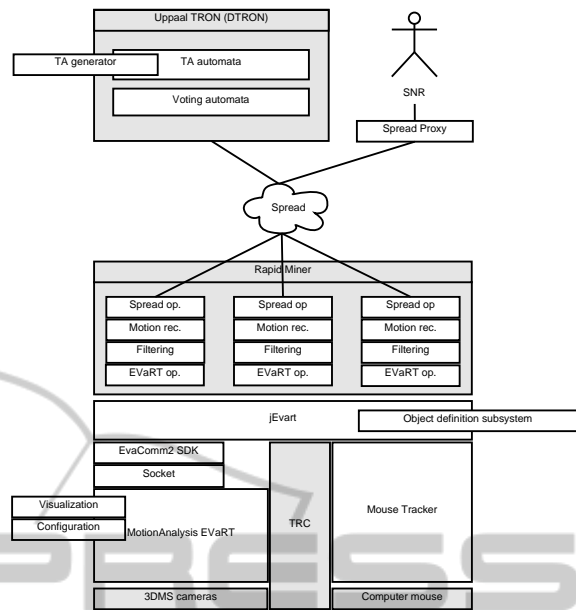 Uppaal TRON (DTRON)
TA generator
TA automata
Voting automata
SNR
Spread Proxy
Spread
Rapid Miner
Spread op.
Spread op
Spread op
Motion rec.
Motion rec.
Motion rec.
Filtering
Filtering
Filtering
EVaRT op.
EVaRT op.
EVaRT op.
jEvart
Object definition subsystem
EvaComm2 SDK
Socket
Visualization
Configuration
MotionAnalysis EVaRT
TRC
Mouse Tracker
3DMS cameras
Computer mouse
PRESS